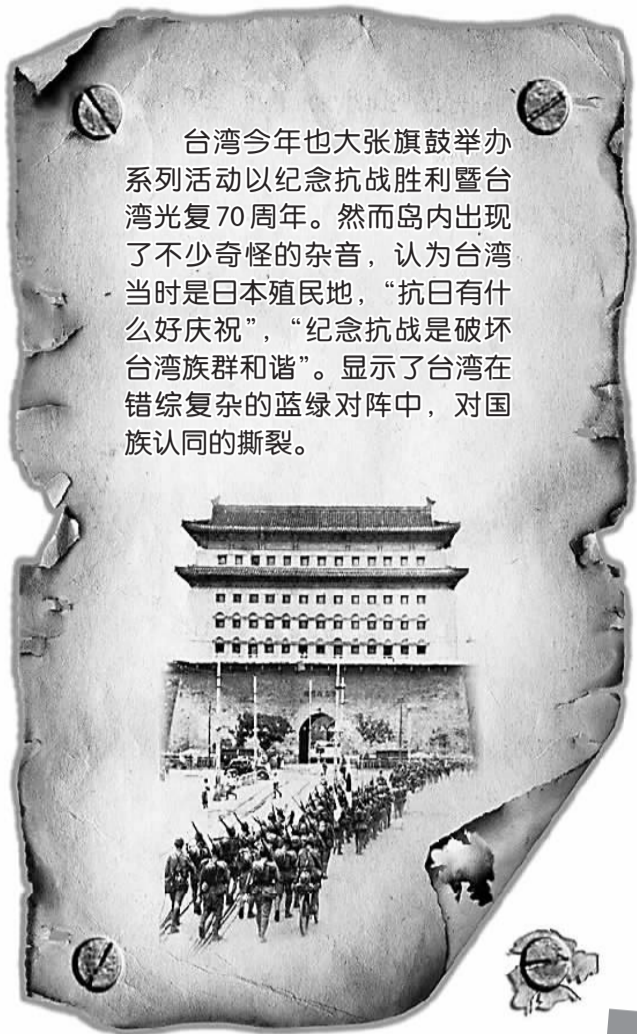 台湾今年也大张旗鼓举办
系列活动以纪念抗战胜利暨台
湾光复70周年。然而岛内出现
了不少奇怪的杂音，认为台湾
当时是日本殖民地，“抗日有什
么好庆祝”，“纪念抗战是破坏
台湾族群和谐”。显示了台湾在
错综复杂的蓝绿对阵中，对国
族认同的撕裂。